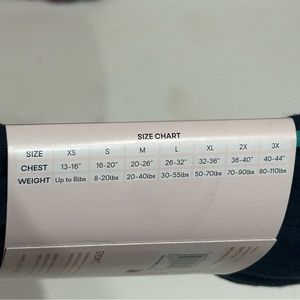 SIZE CHART
SIZE XS S M L XL 2X 3X
CHEST 13-16" 16-20" 20-26" 26-32" 32-36" 36-40" 40-44"
WEIGHT Up to 8lbs 8-20lbs 20-40lbs 30-55lbs 50-70lbs 70-90lbs 80-110lbs